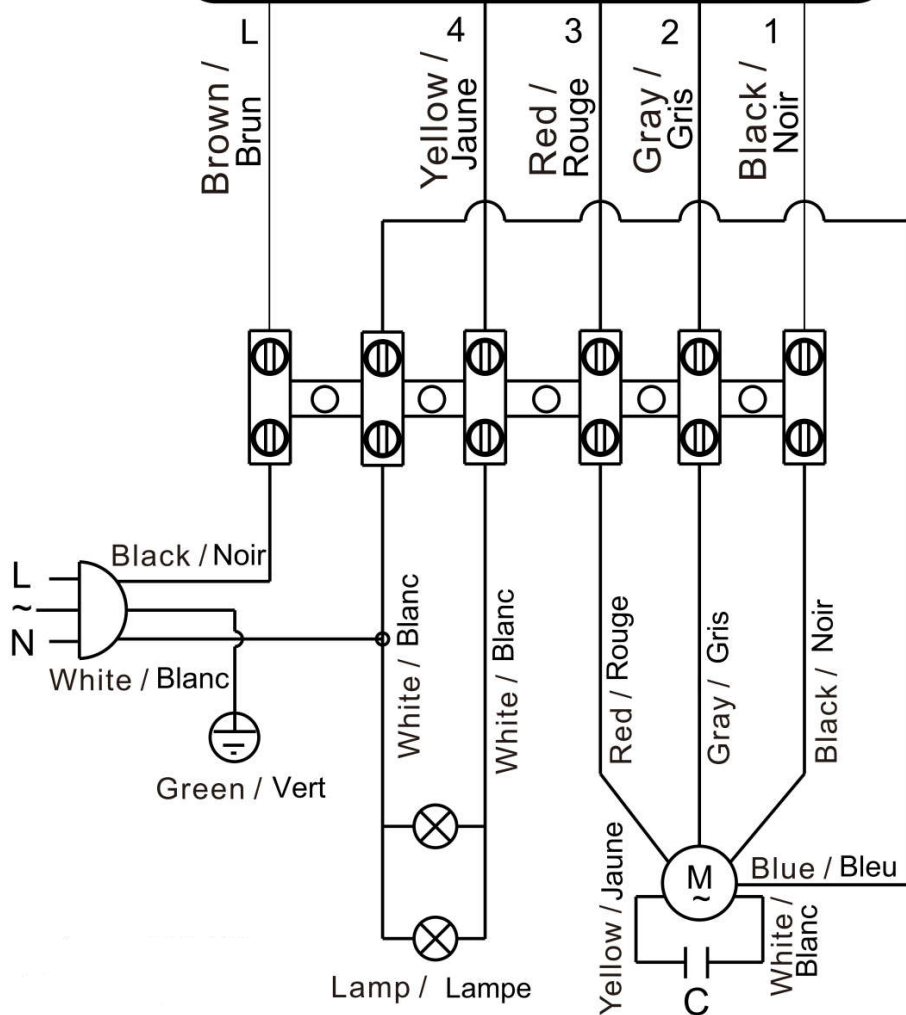 L
4
3
2
1
Brown /
Brun
Yellow /
Jaune
Red /
Rouge
Gray /
Gris
Black /
Noir
Black / Noir
L
~
N
White / Blanc
Green / Vert
White / Blanc
White / Blanc
Red / Rouge
Gray / Gris
Black / Noir
M
~
Blue / Bleu
Yellow / Jaune
White /
Blanc
C
Lamp / Lampe